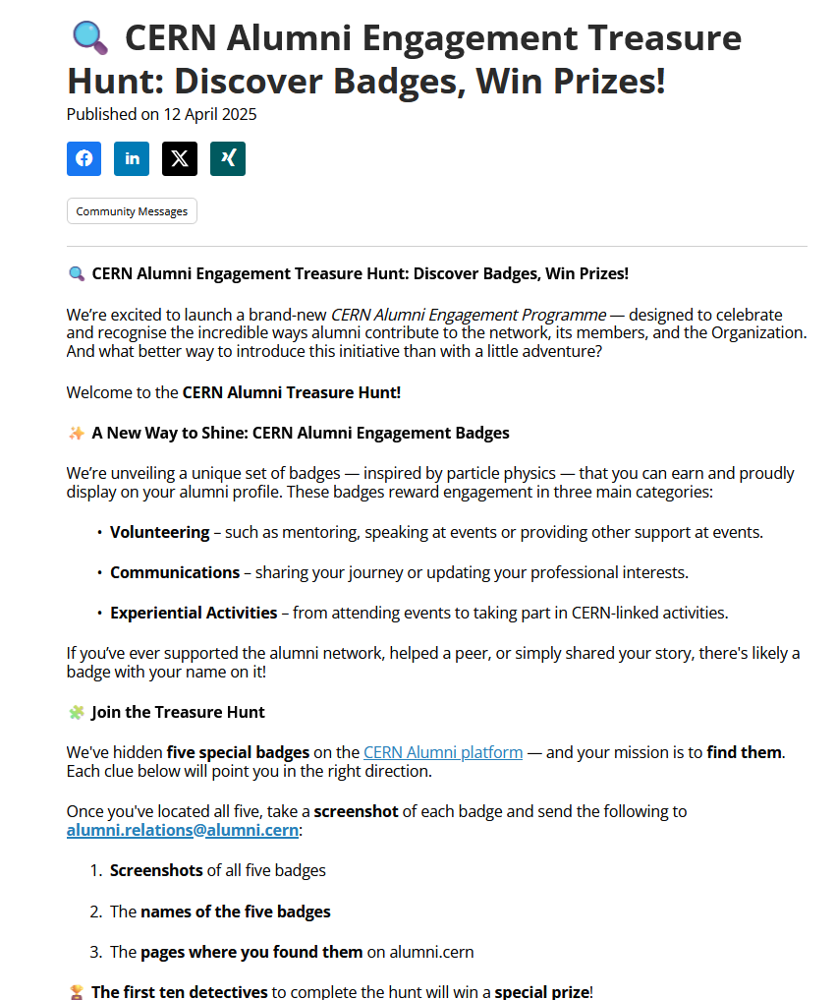 🔍 CERN Alumni Engagement Treasure
Hunt: Discover Badges, Win Prizes!
Published on 12 April 2025
in
Community Messages
🔍 CERN Alumni Engagement Treasure Hunt: Discover Badges, Win Prizes!
We’re excited to launch a brand-new CERN Alumni Engagement Programme — designed to celebrate
and recognise the incredible ways alumni contribute to the network, its members, and the Organization.
And what better way to introduce this initiative than with a little adventure?
Welcome to the CERN Alumni Treasure Hunt!
✨ A New Way to Shine: CERN Alumni Engagement Badges
We’re unveiling a unique set of badges — inspired by particle physics — that you can earn and proudly
display on your alumni profile. These badges reward engagement in three main categories:
• Volunteering – such as mentoring, speaking at events or providing other support at events.
• Communications – sharing your journey or updating your professional interests.
• Experiential Activities – from attending events to taking part in CERN-linked activities.
If you’ve ever supported the alumni network, helped a peer, or simply shared your story, there's likely a
badge with your name on it!
🧩 Join the Treasure Hunt
We've hidden five special badges on the CERN Alumni platform — and your mission is to find them.
Each clue below will point you in the right direction.
Once you've located all five, take a screenshot of each badge and send the following to
alumni.relations@alumni.cern:
1. Screenshots of all five badges
2. The names of the five badges
3. The pages where you found them on alumni.cern
🏆 The first ten detectives to complete the hunt will win a special prize!